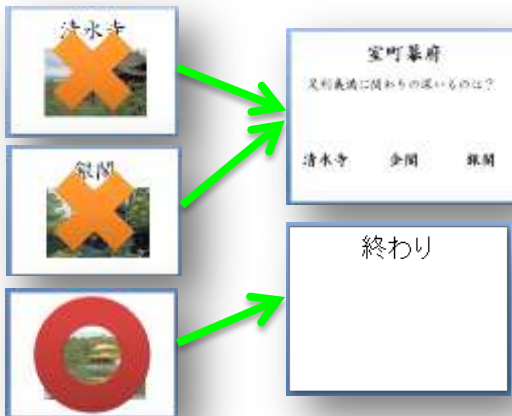 清水寺
銀閣
室町幕府
足利義満に関わりの深いものは?
清水寺 金閣 銀閣
終わり